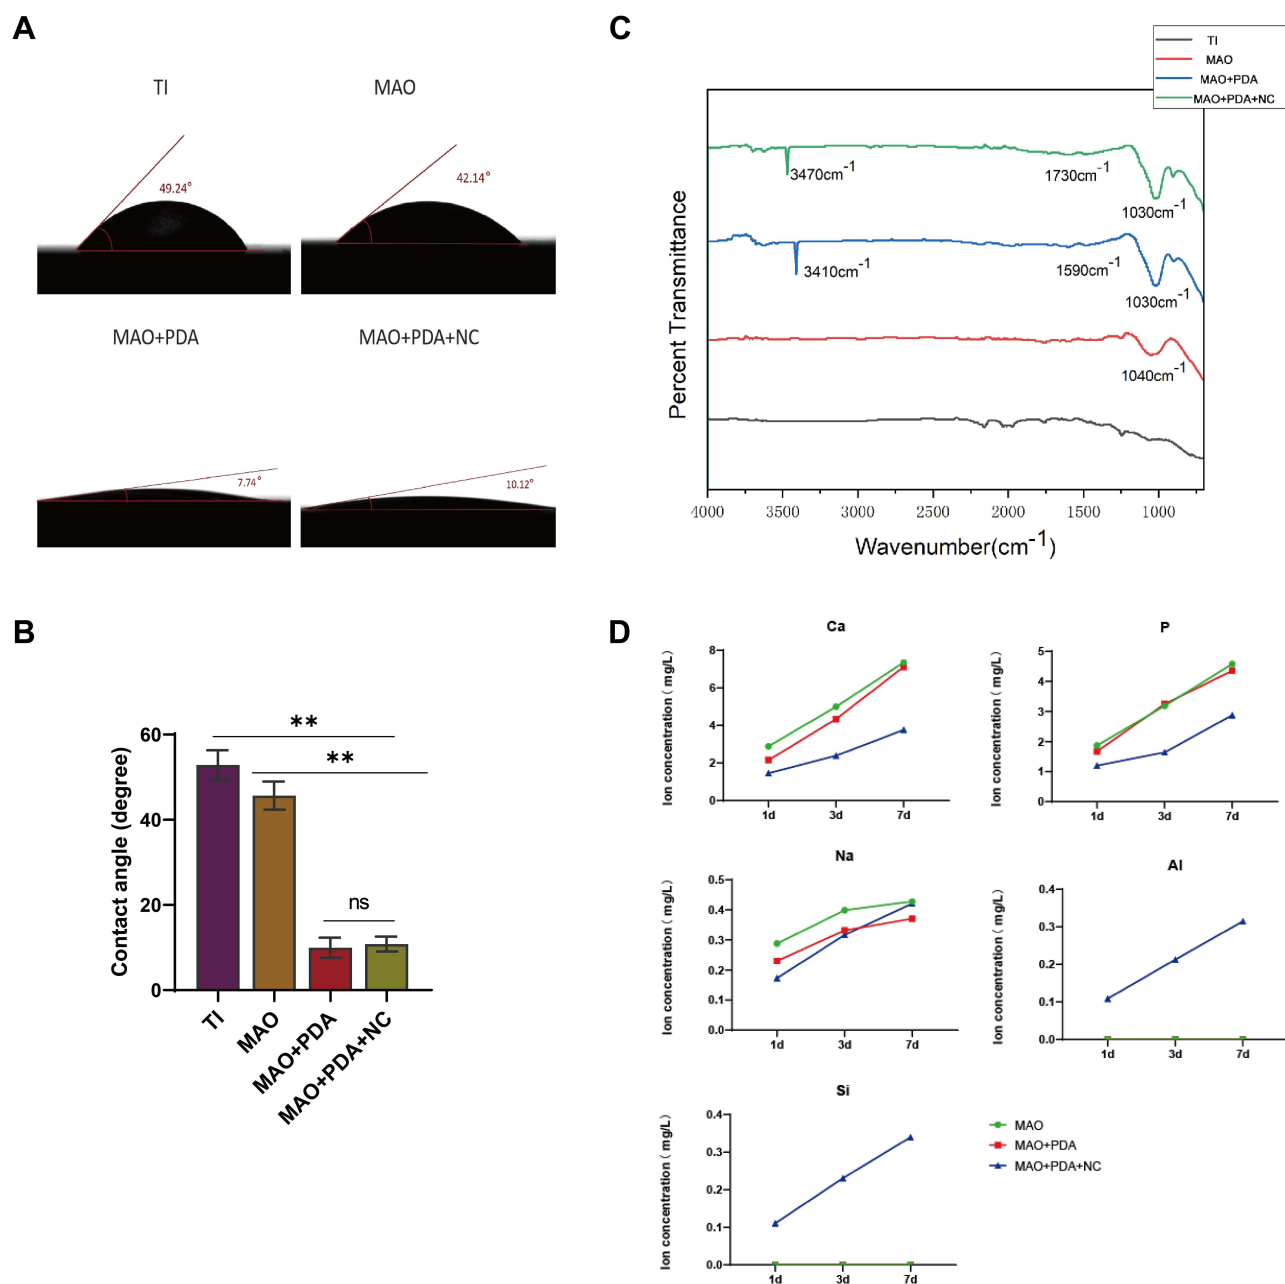 A
TI
MAO
49.24°
42.14°
MAO+PDA
MAO+PDA+NC
7.74°
10.12°
B
Contact angle (degree)
60
40
20
0
**
**
ns
TI
MAO
MAO+PDA
MAO+PDA+NC
C
TI
MAO
MAO+PDA
MAO+PDA+NC
Percent Transmittance
3470cm⁻¹
1730cm⁻¹
1030cm⁻¹
3410cm⁻¹
1590cm⁻¹
1030cm⁻¹
1040cm⁻¹
4000 3500 3000 2500 2000 1500 1000
Wavenumber(cm⁻¹)
D
Ca
Ion concentration ( mg/L)
8
6
4
2
0
1d 3d 7d
P
Ion concentration ( mg/L)
5
4
3
2
1
0
1d 3d 7d
Na
Ion concentration ( mg/L)
0.5
0.4
0.3
0.2
0.1
0.0
1d 3d 7d
Al
Ion concentration ( mg/L)
0.4
0.3
0.2
0.1
0.0
1d 3d 7d
Si
Ion concentration ( mg/L)
0.4
0.3
0.2
0.1
0.0
1d 3d 7d
MAO
MAO+PDA
MAO+PDA+NC